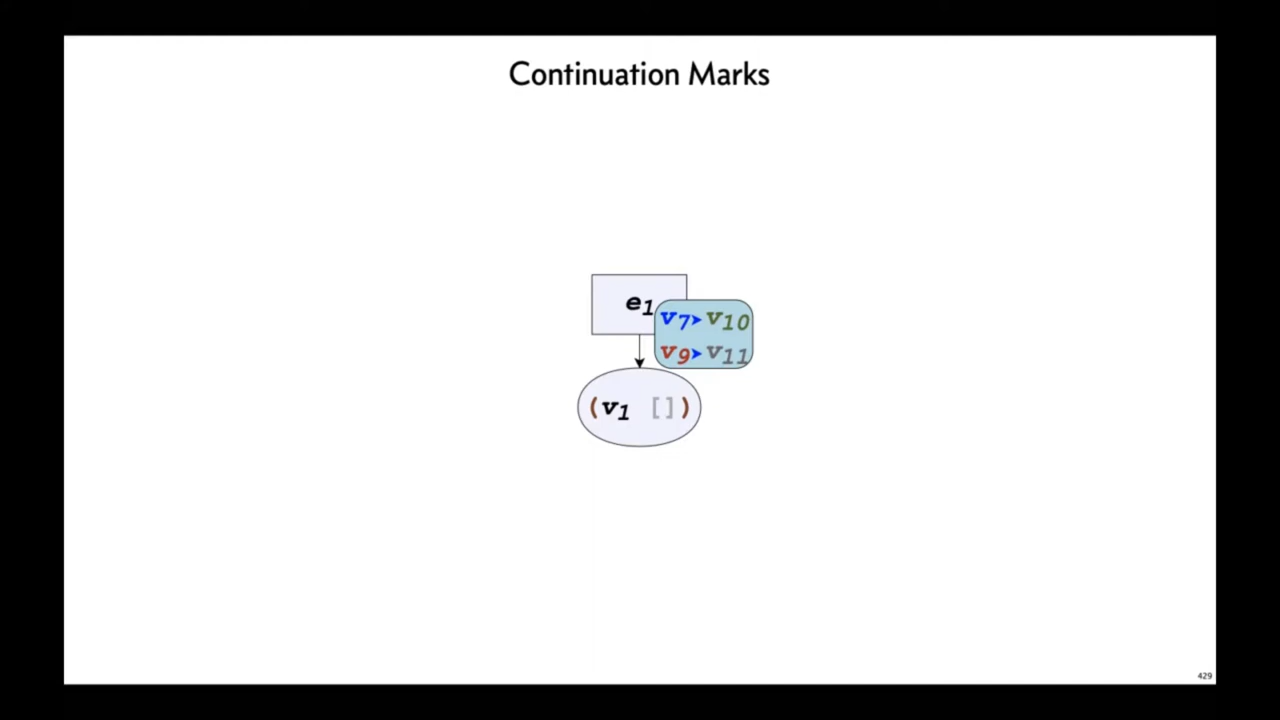 Continuation Marks
e1
v7➤v10
v9➤v11
(v1 [])
429